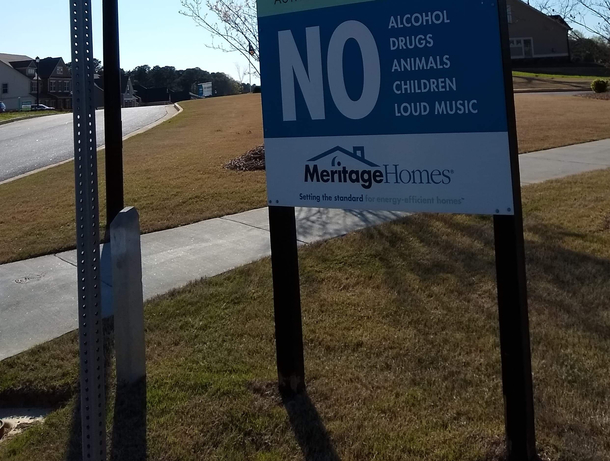 NO
ALCOHOL
DRUGS
ANIMALS
CHILDREN
LOUD MUSIC
MeritageHomes®
Setting the standard for energy-efficient homes®